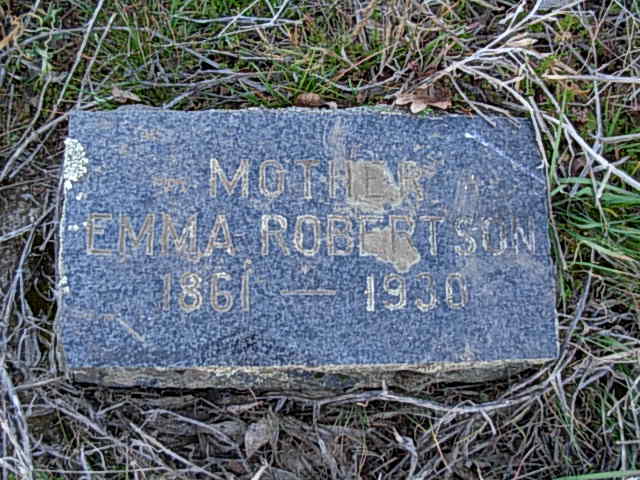 MOTHER
EMMA ROBERTSON
1861 — 1930